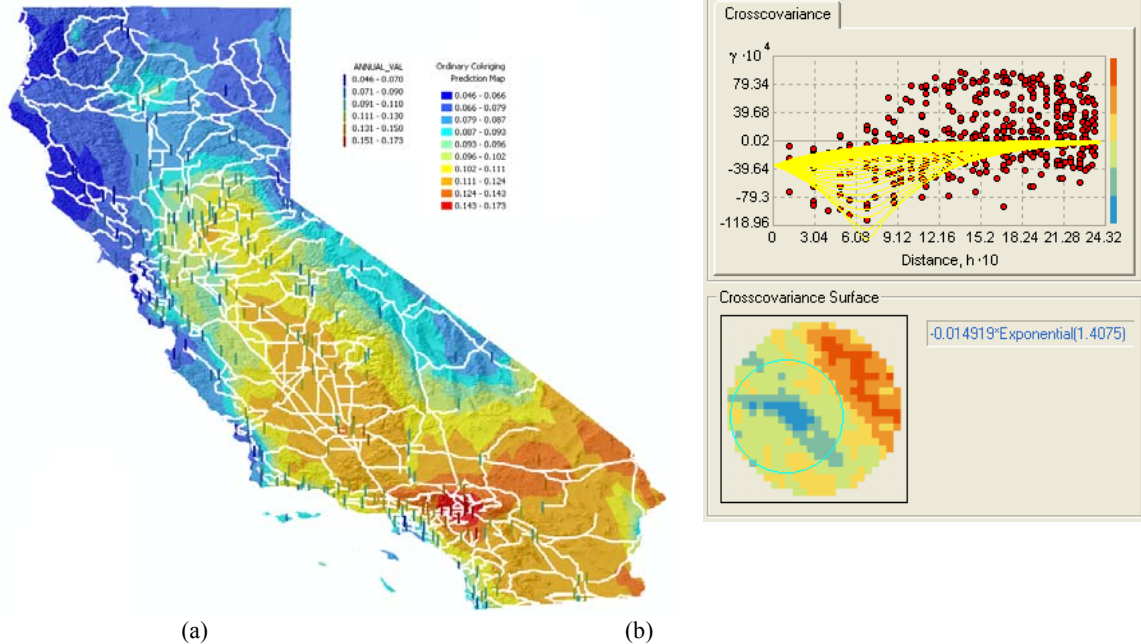 ANNUAL_VAL
0.046 - 0.070
0.071 - 0.090
0.091 - 0.110
0.111 - 0.130
0.131 - 0.150
0.151 - 0.173
Ordinary Cokriging
Prediction Map
0.046 - 0.066
0.066 - 0.079
0.079 - 0.087
0.087 - 0.093
0.093 - 0.096
0.096 - 0.102
0.102 - 0.111
0.111 - 0.124
0.124 - 0.143
0.143 - 0.173
(a)
Crosscovariance
γ ·10⁴
79.34
39.68
0.02
-39.64
-79.3
-118.96
0 3.04 6.08 9.12 12.16 15.2 18.24 21.28 24.32
Distance, h ·10
Crosscovariance Surface
-0.014919*Exponential(1.4075)
(b)